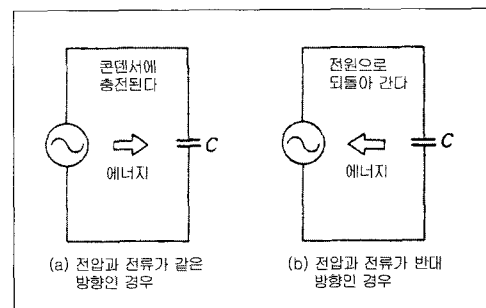 콘덴서에
충전된다
에너지
C
(a) 전압과 전류가 같은
방향인 경우
전원으로
되돌아 간다
에너지
C
(b) 전압과 전류가 반대
방향인 경우